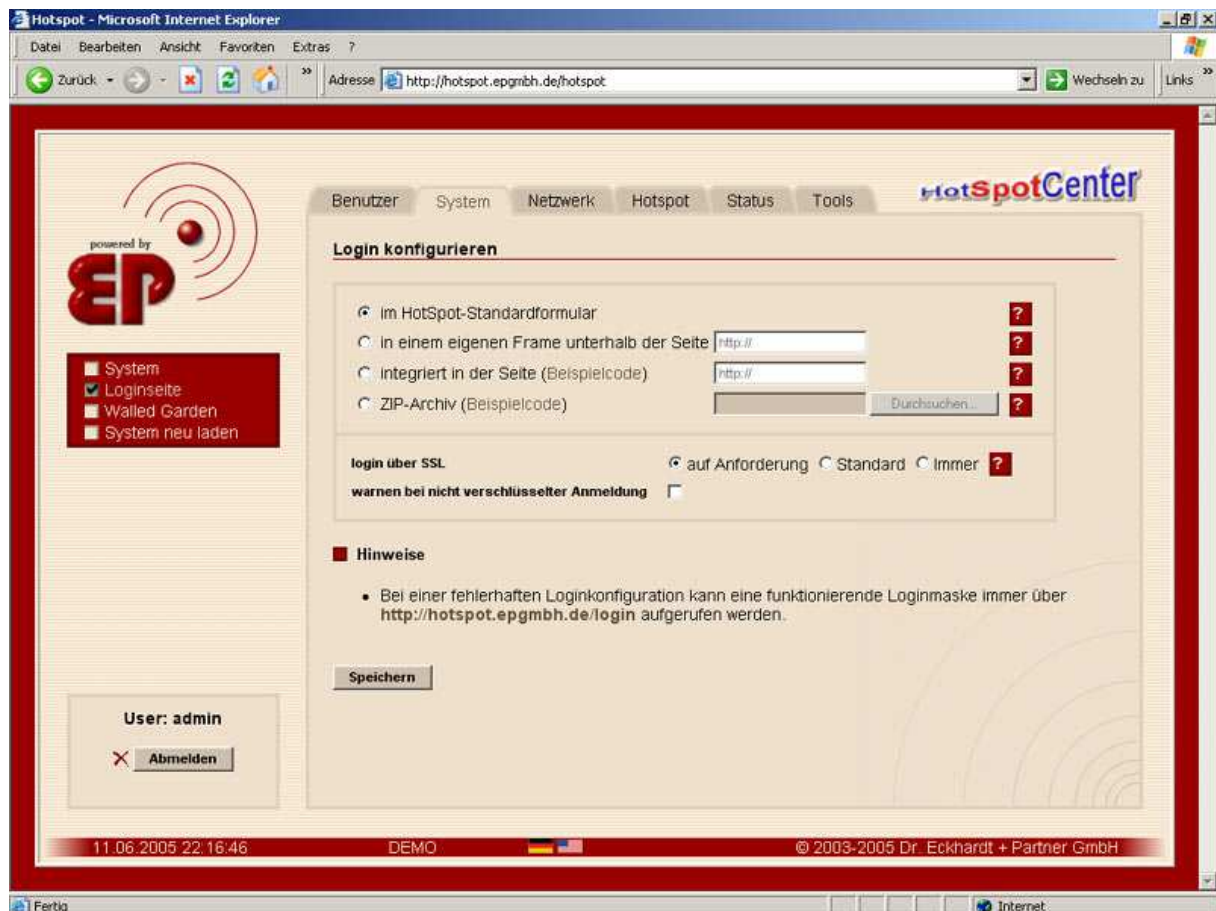 Hotspot - Microsoft Internet Explorer
Datei Bearbeiten Ansicht Favoriten Extras ?
Zurück Adresse http://hotspot.epgmbh.de/hotspot Wechseln zu Links
HotSpotCenter
Benutzer System Netzwerk Hotspot Status Tools
powered by
EP
System
Loginseite
Walled Garden
System neu laden
Login konfigurieren
im HotSpot-Standardformular ?
in einem eigenen Frame unterhalb der Seite http:// ?
integriert in der Seite (Beispielcode) http:// ?
ZIP-Archiv (Beispielcode) Durchsuchen... ?
login über SSL auf Anforderung Standard Immer ?
warnen bei nicht verschlüsselter Anmeldung
Hinweise
• Bei einer fehlerhaften Loginkonfiguration kann eine funktionierende Loginmaske immer über
http://hotspot.epgmbh.de/login aufgerufen werden.
Speichern
User: admin
Abmelden
11.06.2005 22:16:46 DEMO © 2003-2005 Dr. Eckhardt + Partner GmbH
Fertig Internet